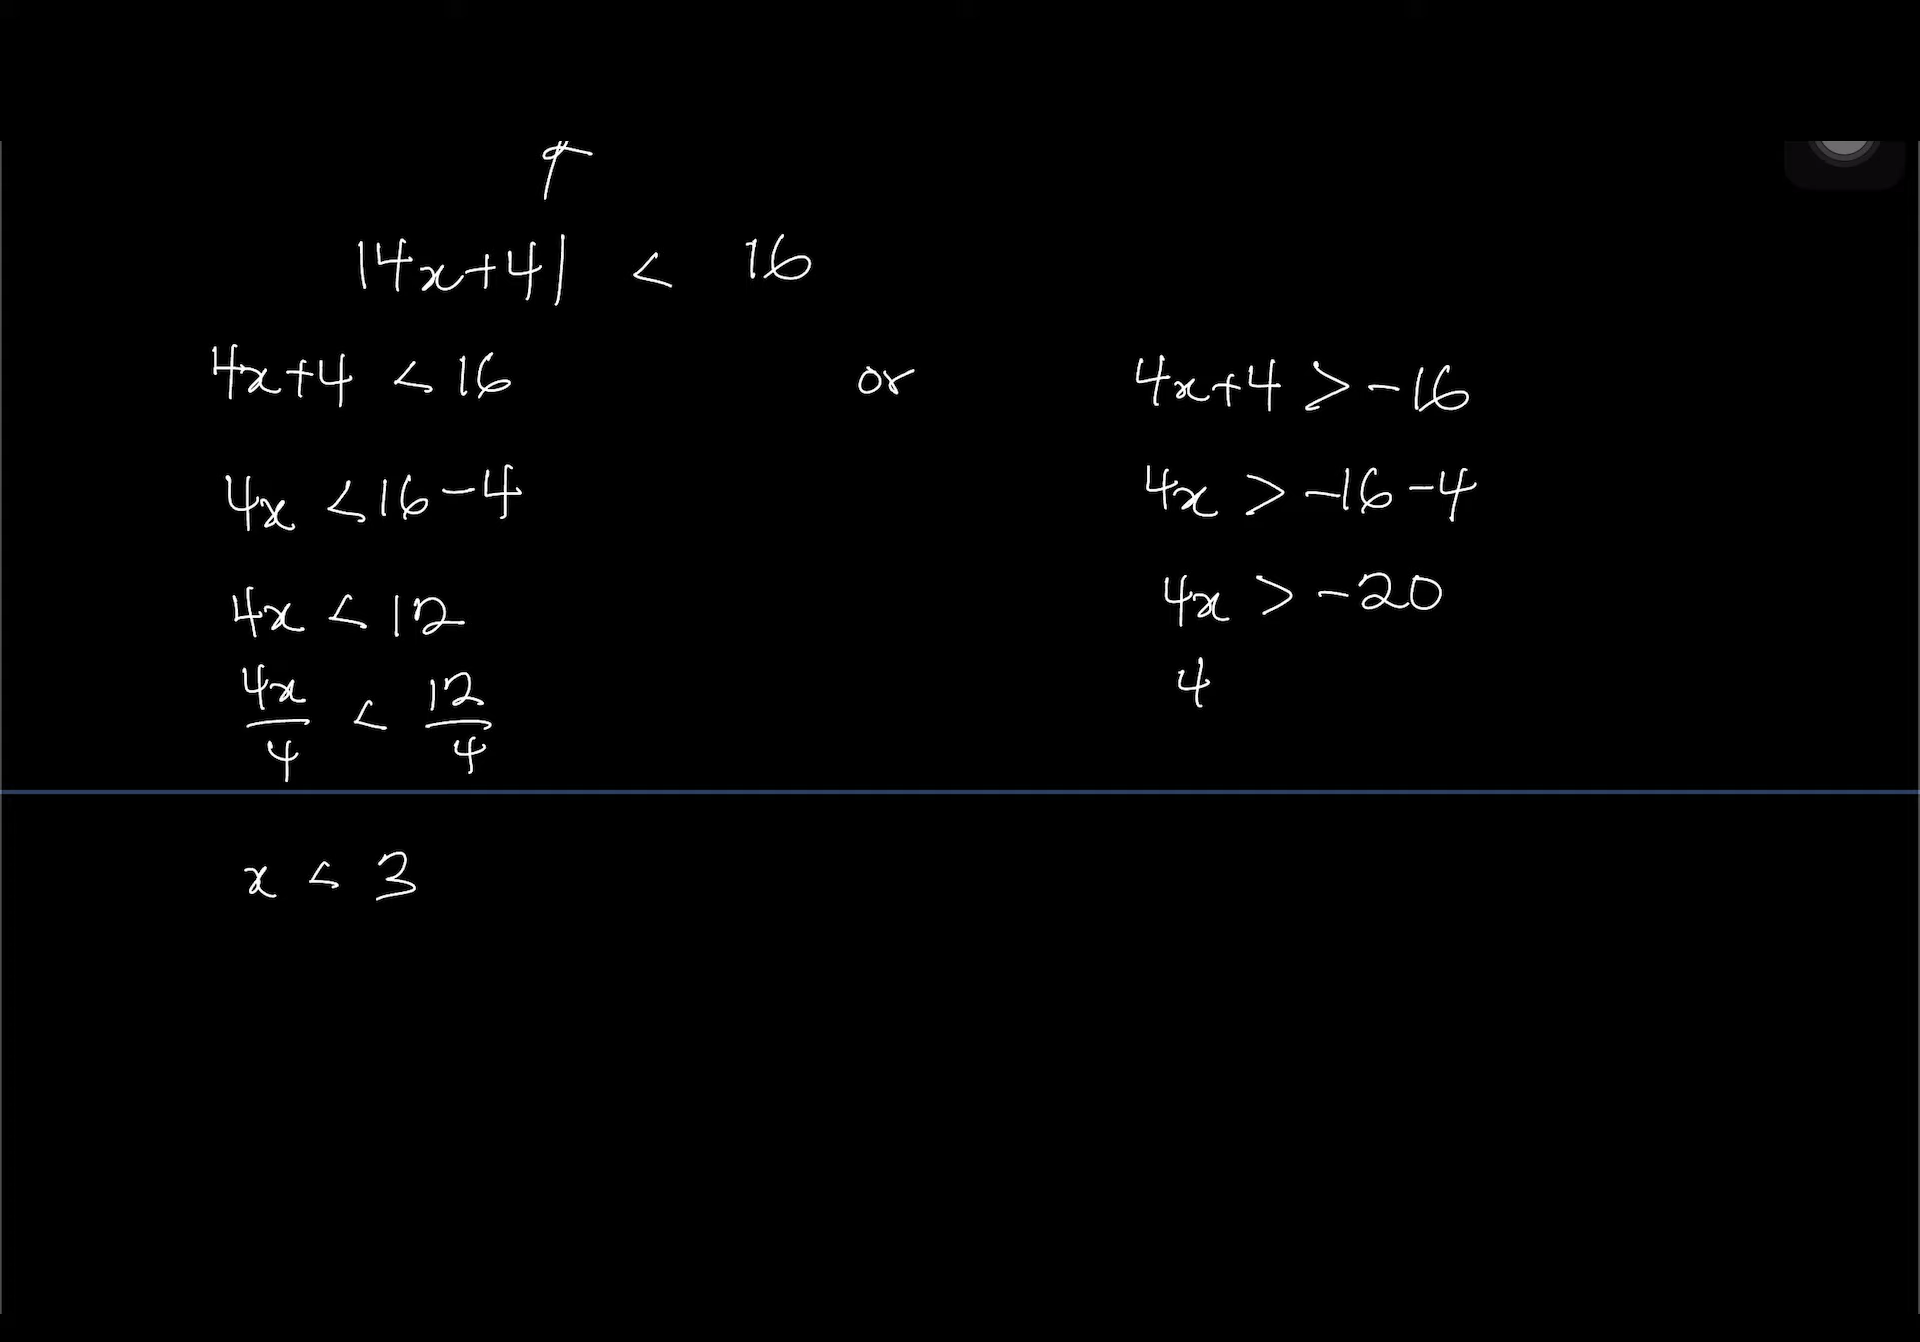 |4x+4| < 16
4x+4 < 16 or 4x+4 > -16
4x < 16 - 4 4x > -16 - 4
4x < 12 4x > -20
4x/4 < 12/4 4
x < 3